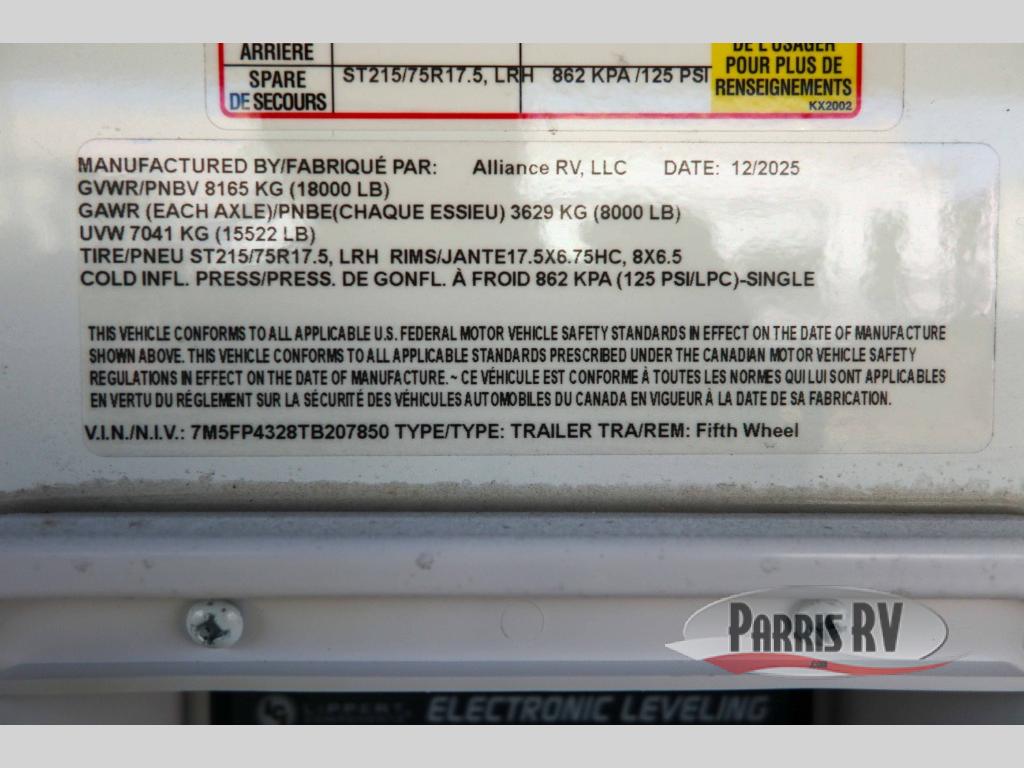 ARRIÈRE
DE L'USAGER
POUR PLUS DE
RENSEIGNEMENTS
SPARE
DE SECOURS
ST215/75R17.5, LRH 862 KPA /125 PSI
KX2002
MANUFACTURED BY/FABRIQUÉ PAR: Alliance RV, LLC DATE: 12/2025
GVWR/PNBV 8165 KG (18000 LB)
GAWR (EACH AXLE)/PNBE(CHAQUE ESSIEU) 3629 KG (8000 LB)
UVW 7041 KG (15522 LB)
TIRE/PNEU ST215/75R17.5, LRH RIMS/JANTE17.5X6.75HC, 8X6.5
COLD INFL. PRESS/PRESS. DE GONFL. À FROID 862 KPA (125 PSI/LPC)-SINGLE
THIS VEHICLE CONFORMS TO ALL APPLICABLE U.S. FEDERAL MOTOR VEHICLE SAFETY STANDARDS IN EFFECT ON THE DATE OF MANUFACTURE
SHOWN ABOVE. THIS VEHICLE CONFORMS TO ALL APPLICABLE STANDARDS PRESCRIBED UNDER THE CANADIAN MOTOR VEHICLE SAFETY
REGULATIONS IN EFFECT ON THE DATE OF MANUFACTURE.~ CE VÉHICULE EST CONFORME À TOUTES LES NORMES QUI LUI SONT APPLICABLES
EN VERTU DU RÉGLEMENT SUR LA SÉCURITÉ DES VÉHICULES AUTOMOBILES DU CANADA EN VIGUEUR À LA DATE DE SA FABRICATION.
V.I.N./N.I.V.: 7M5FP4328TB207850 TYPE/TYPE: TRAILER TRA/REM: Fifth Wheel
PARRIS RV
.com
LIPPERT
ELECTRONIC LEVELING